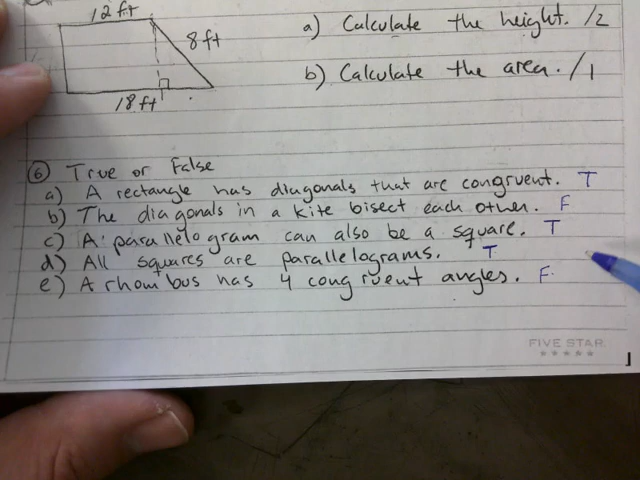 12 ft
8 ft
18 ft
a) Calculate the height. /2
b) Calculate the area. /1
6 True or False
a) A rectangle has diagonals that are congruent. T
b) The diagonals in a kite bisect each other. F
c) A parallelogram can also be a square. T
d) All squares are parallelograms. T
e) A rhombus has 4 congruent angles. F
FIVE STAR